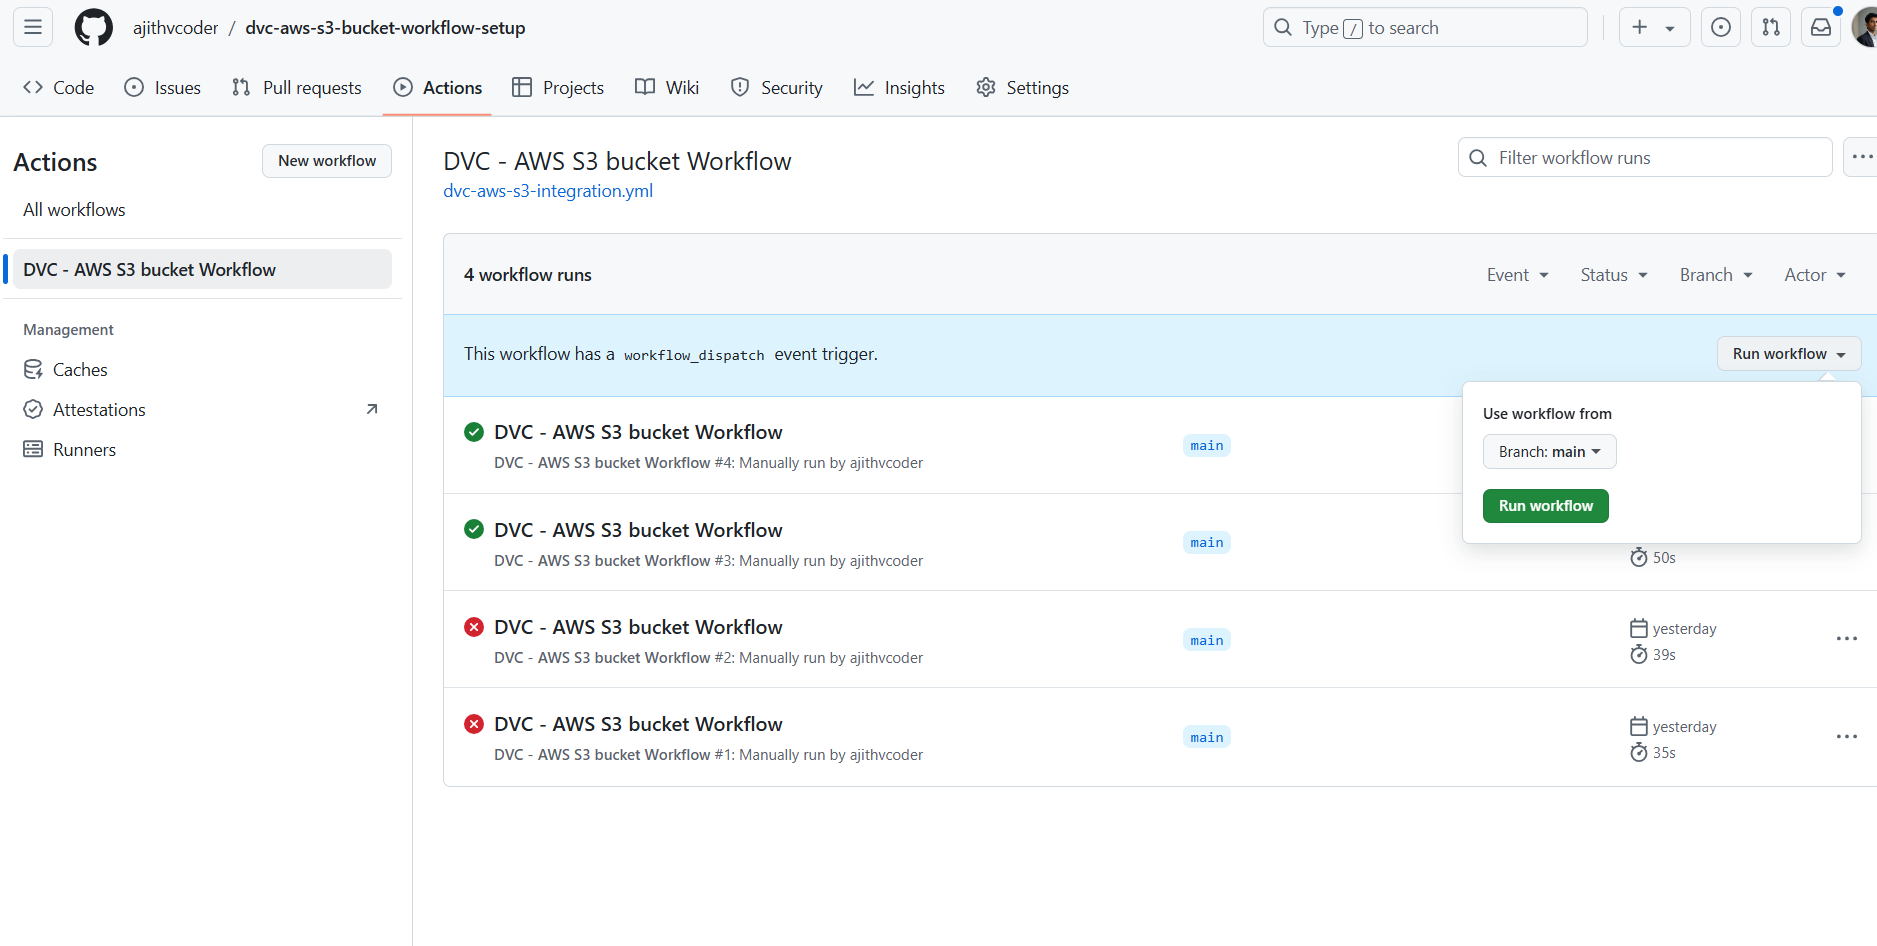 ajithvcoder / dvc-aws-s3-bucket-workflow-setup
Type / to search
Code
Issues
Pull requests
Actions
Projects
Wiki
Security
Insights
Settings
Actions
New workflow
All workflows
DVC - AWS S3 bucket Workflow
Management
Caches
Attestations
Runners
DVC - AWS S3 bucket Workflow
dvc-aws-s3-integration.yml
Filter workflow runs
4 workflow runs
Event
Status
Branch
Actor
This workflow has a workflow_dispatch event trigger.
Run workflow
Use workflow from
Branch: main
Run workflow
DVC - AWS S3 bucket Workflow
DVC - AWS S3 bucket Workflow #4: Manually run by ajithvcoder
main
DVC - AWS S3 bucket Workflow
DVC - AWS S3 bucket Workflow #3: Manually run by ajithvcoder
main
50s
DVC - AWS S3 bucket Workflow
DVC - AWS S3 bucket Workflow #2: Manually run by ajithvcoder
main
yesterday
39s
DVC - AWS S3 bucket Workflow
DVC - AWS S3 bucket Workflow #1: Manually run by ajithvcoder
main
yesterday
35s